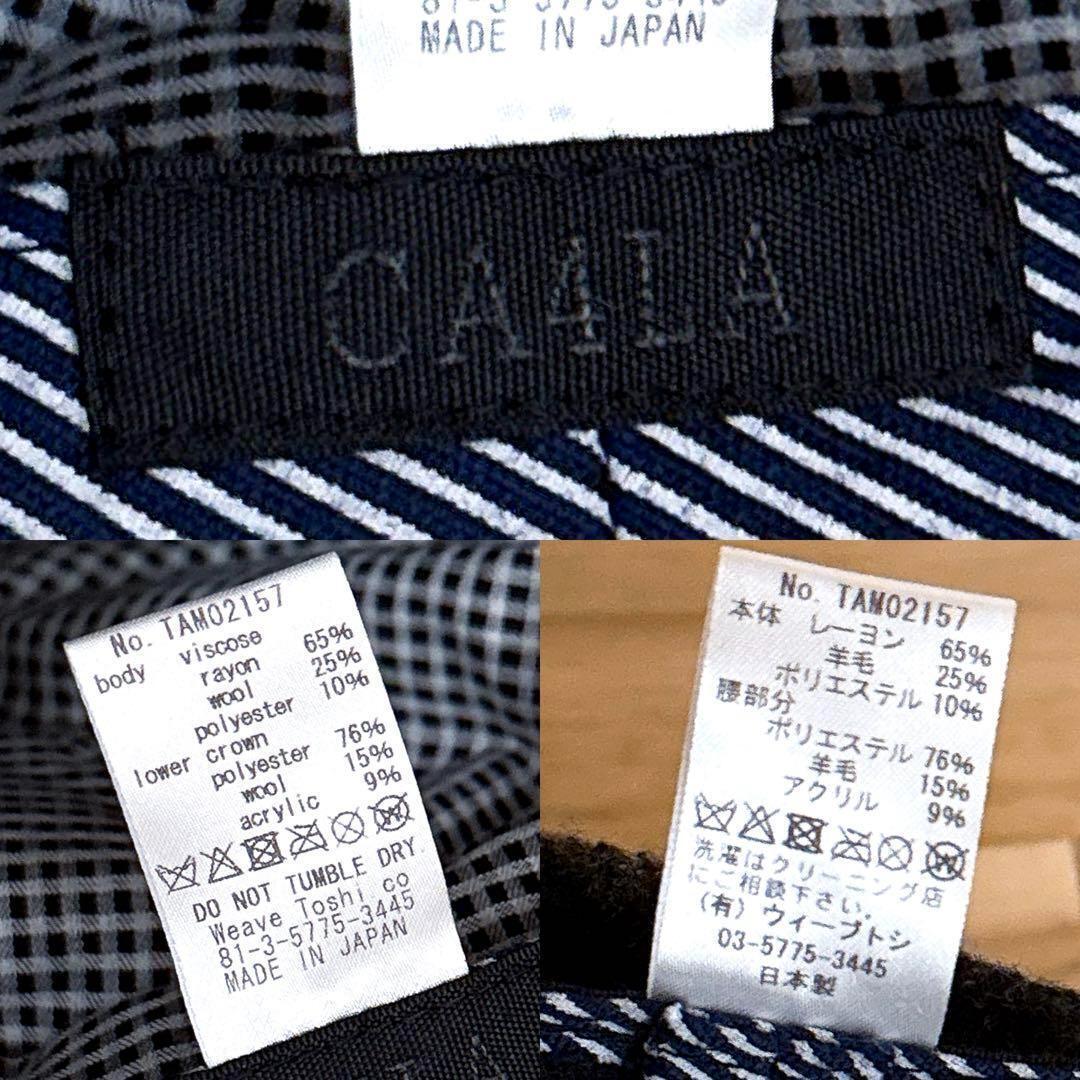 81-3-5775-3445
MADE IN JAPAN
CA4LA
No. TAM02157
body viscose 65%
rayon 25%
wool 10%
polyester
lower crown 76%
polyester 15%
wool 9%
acrylic
DO NOT TUMBLE DRY.
Weave Toshi co
81-3-5775-3445
MADE IN JAPAN
No. TAM02157
本体 レーヨン 65%
羊毛 25%
ポリエステル 10%
腰部分
ポリエステル 76%
羊毛 15%
アクリル 9%
洗濯はクリーニング店
にご相談下さい。
(有) ウィーブトシ
03-5775-3445
日本製